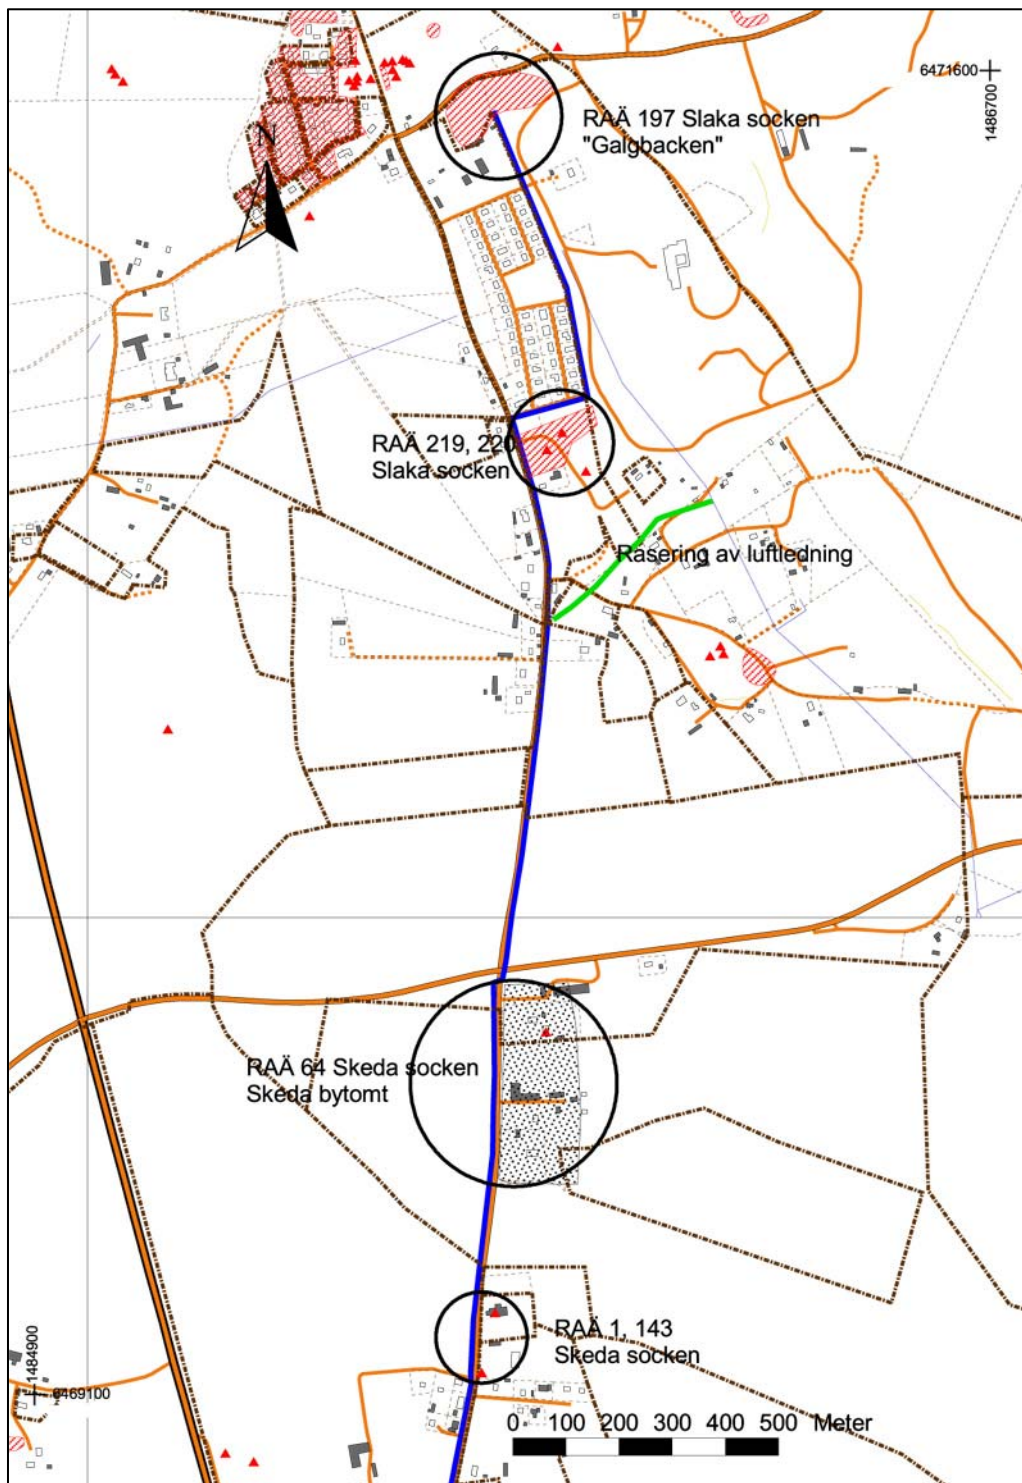 6471600
1486700
RAÄ 197 Slaka socken
"Galgbacken"
N
RAÄ 219, 220
Slaka socken
Rasering av luftledning
RAÄ 64 Skeda socken
Skeda bytomt
RAÄ 1, 143
Skeda socken
1484900
6469100
0 100 200 300 400 500 Meter